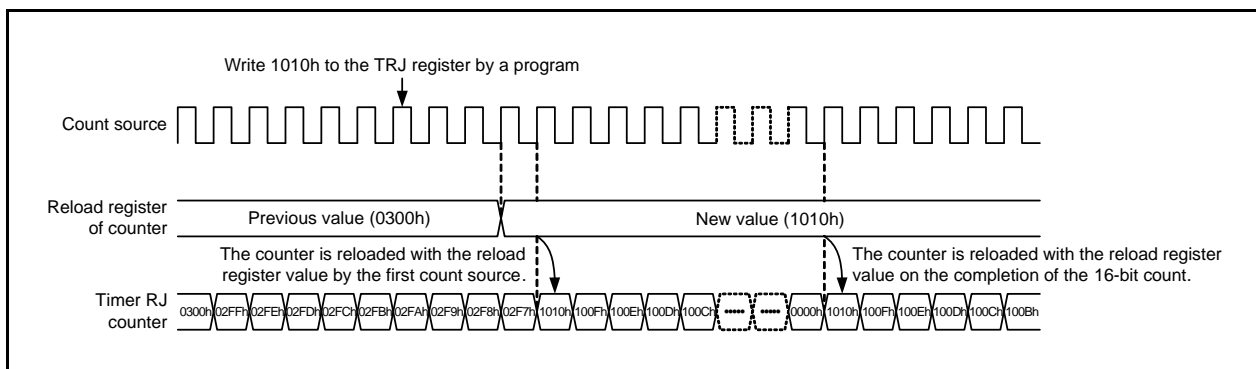 Write 1010h to the TRJ register by a program
Count source
Reload register
of counter
Previous value (0300h)
New value (1010h)
The counter is reloaded with the reload
register value by the first count source.
The counter is reloaded with the reload register
value on the completion of the 16-bit count.
Timer RJ
counter
0300h 02FFh 02FEh 02FDh 02FCh 02FBh 02FAh 02F9h 02F8h 02F7h 1010h 100Fh 100Eh 100Dh 100Ch ••••• ••••• 0000h 1010h 100Fh 100Eh 100Dh 100Ch 100Bh